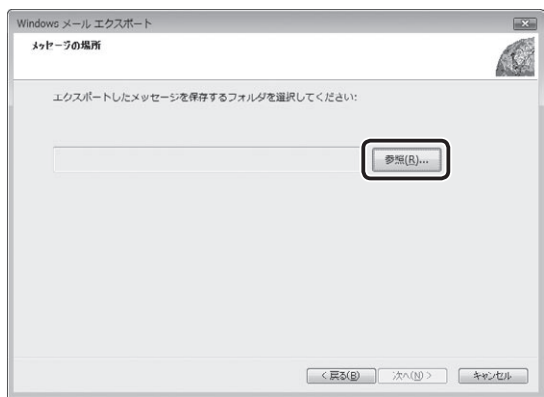 Windows メール エクスポート
メッセージの場所
エクスポートしたメッセージを保存するフォルダを選択してください:
参照(R)...
< 戻る(B)
次へ(N) >
キャンセル